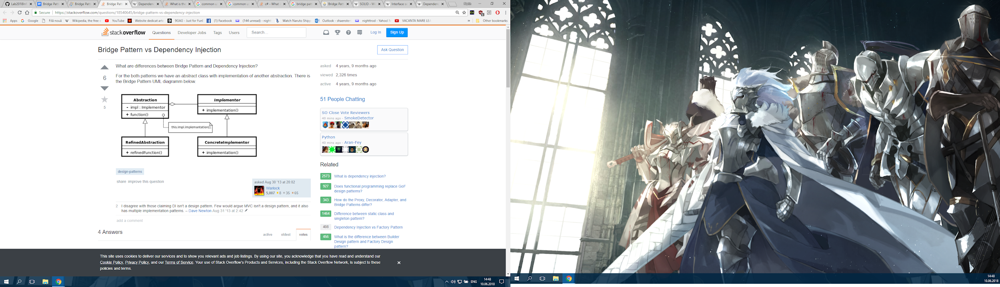 Lab2018Inf
Bridge Patt
Bridge Patt
Bridge Patt
Dependenc
What is the
common us
common us
c# - What
bridge patt
Bridge Patt
SOLID - Wi
Interface se
Dependenc
Florin
Secure
https://stackoverflow.com/questions/18540645/bridge-pattern-vs-dependency-injection
Apps
Google
Filă nouă
Wikipedia, the free e
YouTube
Website dedicat arte
9GAG - Just for Fun!
(1) Facebook
(144 unread) - night
Watch Naruto Shipp
Outlook - shaenster
nighttrod - Yahoo! M
VACANTA MARE LEA
»
Other bookmarks
stackoverflow
Questions
Developer Jobs
Tags
Users
Search...
Log In
Sign Up
Bridge Pattern vs Dependency Injection
Ask Question
What are differences between Bridge Pattern and Dependency Injection?
6
For the both patterns we have an abstract class with implementation of another abstraction. There is
the Bridge Pattern UML diagramm below.
5
Abstraction
- impl : Implementor
+ function()
Implementor
+ implementation()
this.impl.implemantation();
RefinedAbstraction
+ refinedFunction()
ConcreteImplementor
+ implementation()
design-patterns
share improve this question
asked Aug 30 '13 at 20:02
Warlock
5,007 8 35 65
2 I disagree with those claiming DI isn't a design pattern. Few would argue MVC isn't a design pattern, and it also
has multiple implementation patterns. – Dave Newton Aug 31 '13 at 2:42
add a comment
4 Answers
active
oldest
votes
asked 4 years, 9 months ago
viewed 2,326 times
active 4 years, 9 months ago
51 People Chatting
SO Close Vote Reviewers
40 mins ago - SmokeDetector
Python
40 mins ago - Aran-Fey
Related
2573 What is dependency injection?
927 Does functional programming replace GoF
design patterns?
343 How do the Proxy, Decorator, Adapter, and
Bridge Patterns differ?
1464 Difference between static class and
singleton pattern?
408 Dependency Injection vs Factory Pattern
456 What is the difference between Builder
Design pattern and Factory Design
pattern?
This site uses cookies to deliver our services and to show you relevant ads and job listings. By using our site, you acknowledge that you have read and understand our
Cookie Policy, Privacy Policy, and our Terms of Service. Your use of Stack Overflow's Products and Services, including the Stack Overflow Network, is subject to these
policies and terms.
ENG
14:48
10.06.2018
14:48
10.06.2018